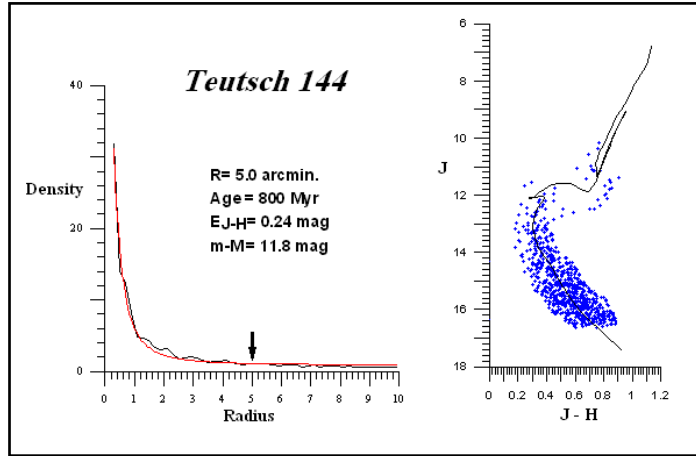 Teutsch 144
40
20
0
Density
R= 5.0 arcmin.
Age= 800 Myr
E J-H= 0.24 mag
m-M= 11.8 mag
0 1 2 3 4 5 6 7 8 9 10
Radius
6
8
10
12
14
16
18
J
0 0.2 0.4 0.6 0.8 1 1.2
J - H